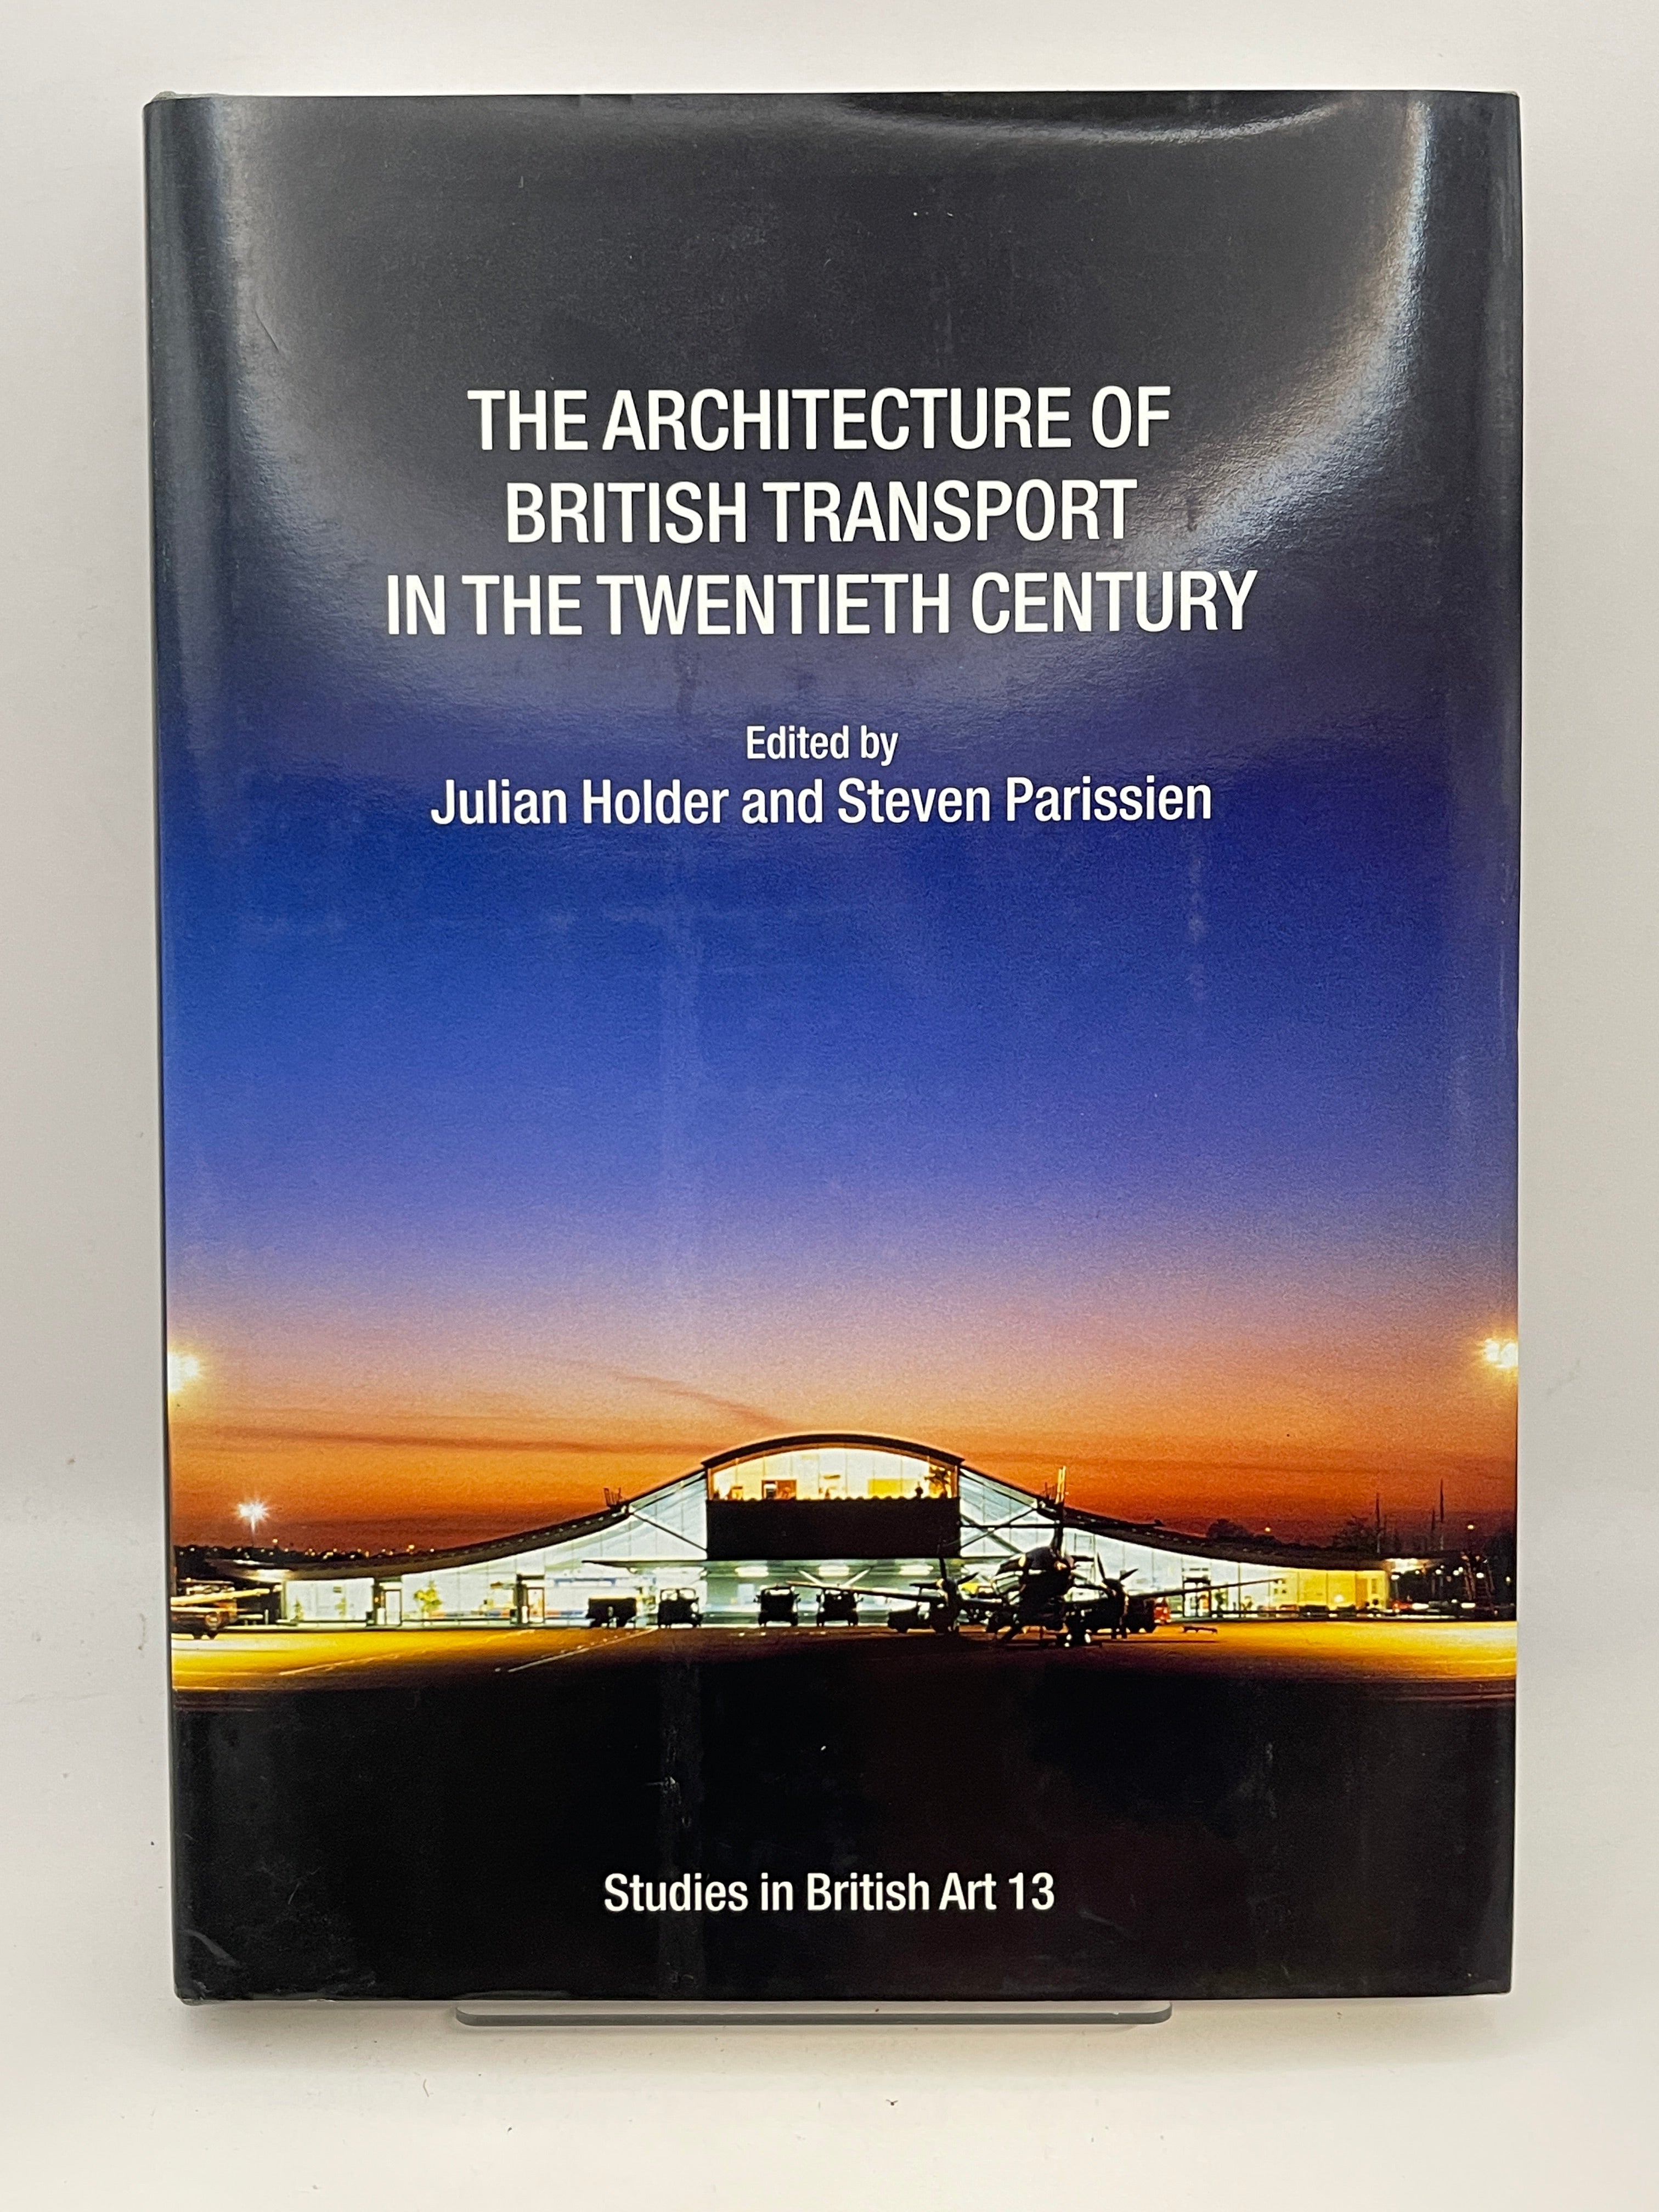 THE ARCHITECTURE OF
BRITISH TRANSPORT
IN THE TWENTIETH CENTURY
Edited by
Julian Holder and Steven Parissien
Studies in British Art 13